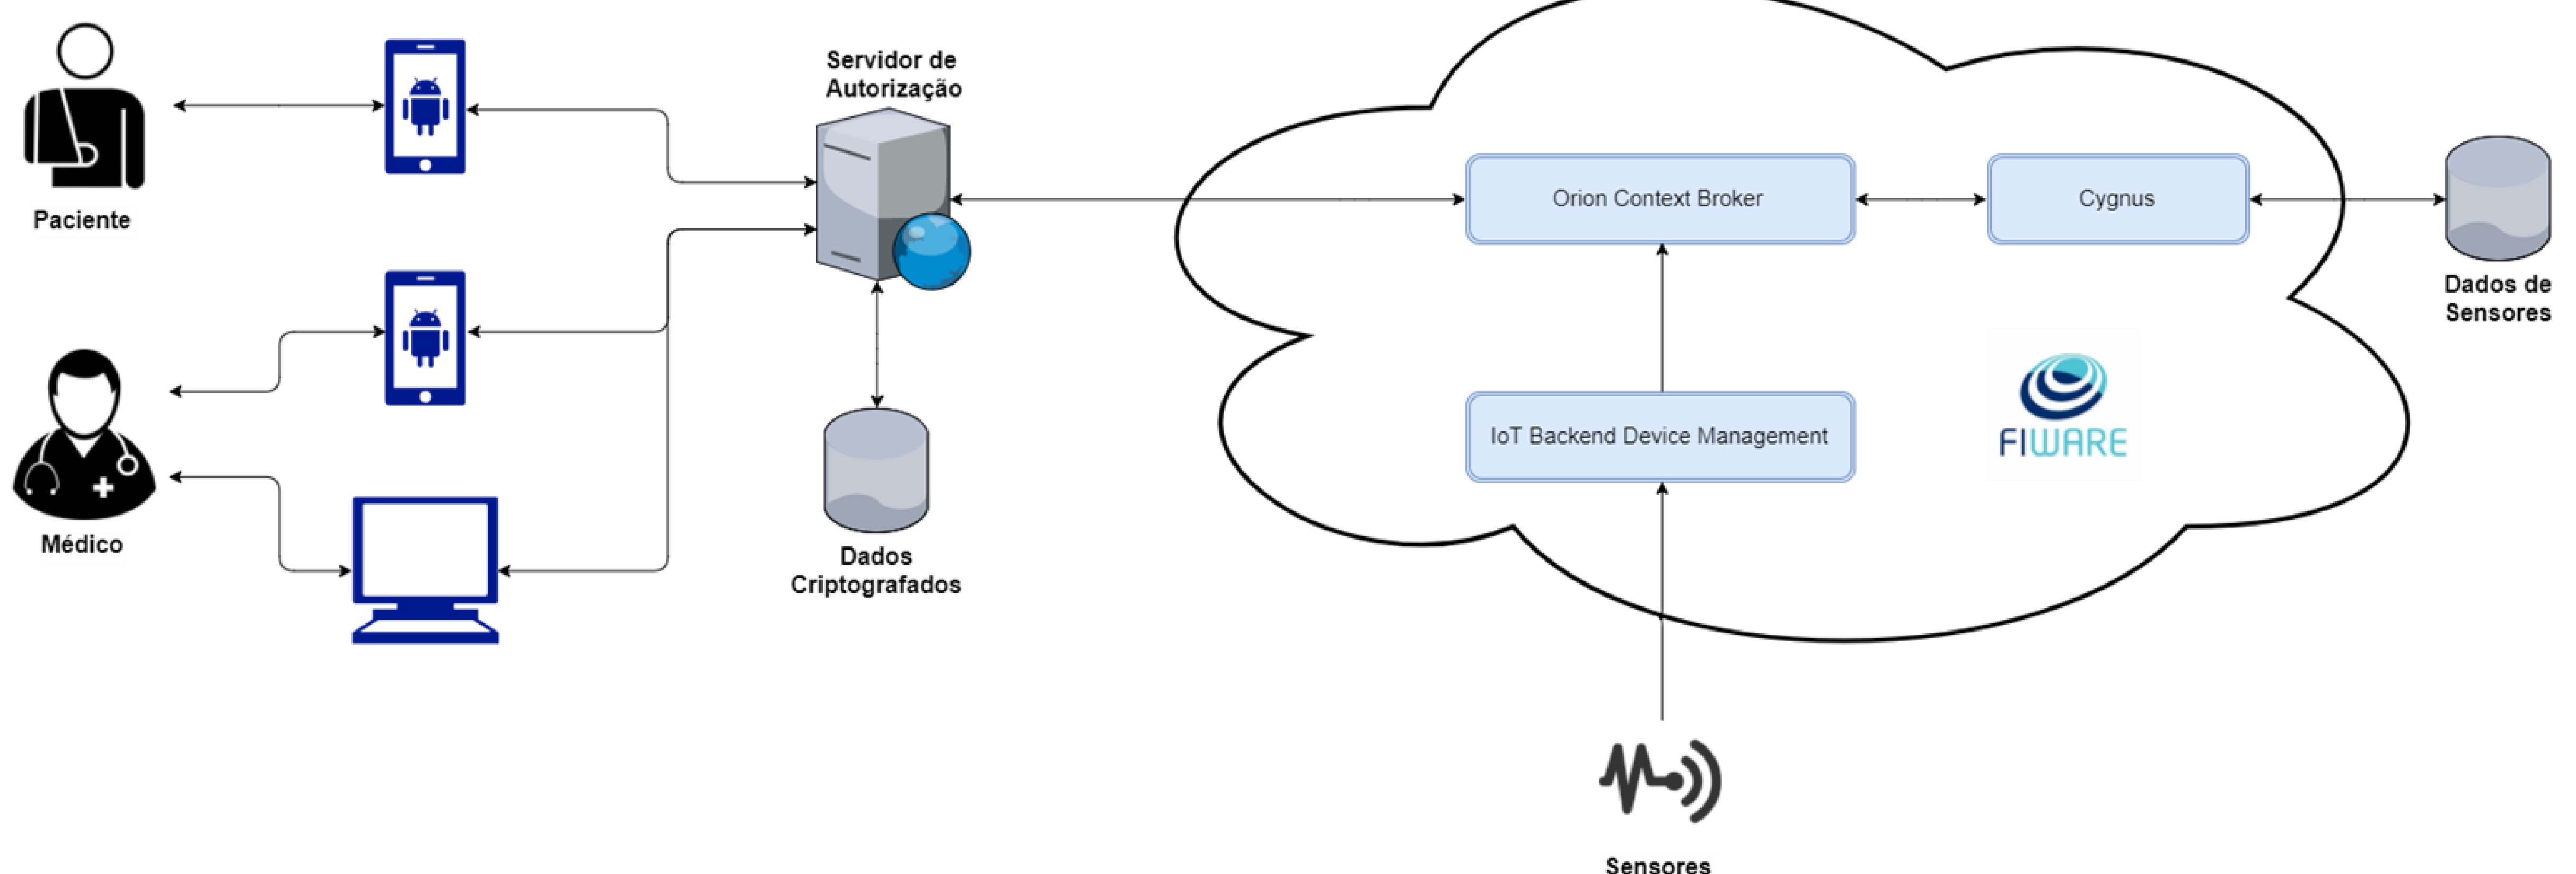 Paciente
Médico
Servidor de
Autorização
Dados
Criptografados
Orion Context Broker
Cygnus
IoT Backend Device Management
FIWARE
Dados de
Sensores
Sensores